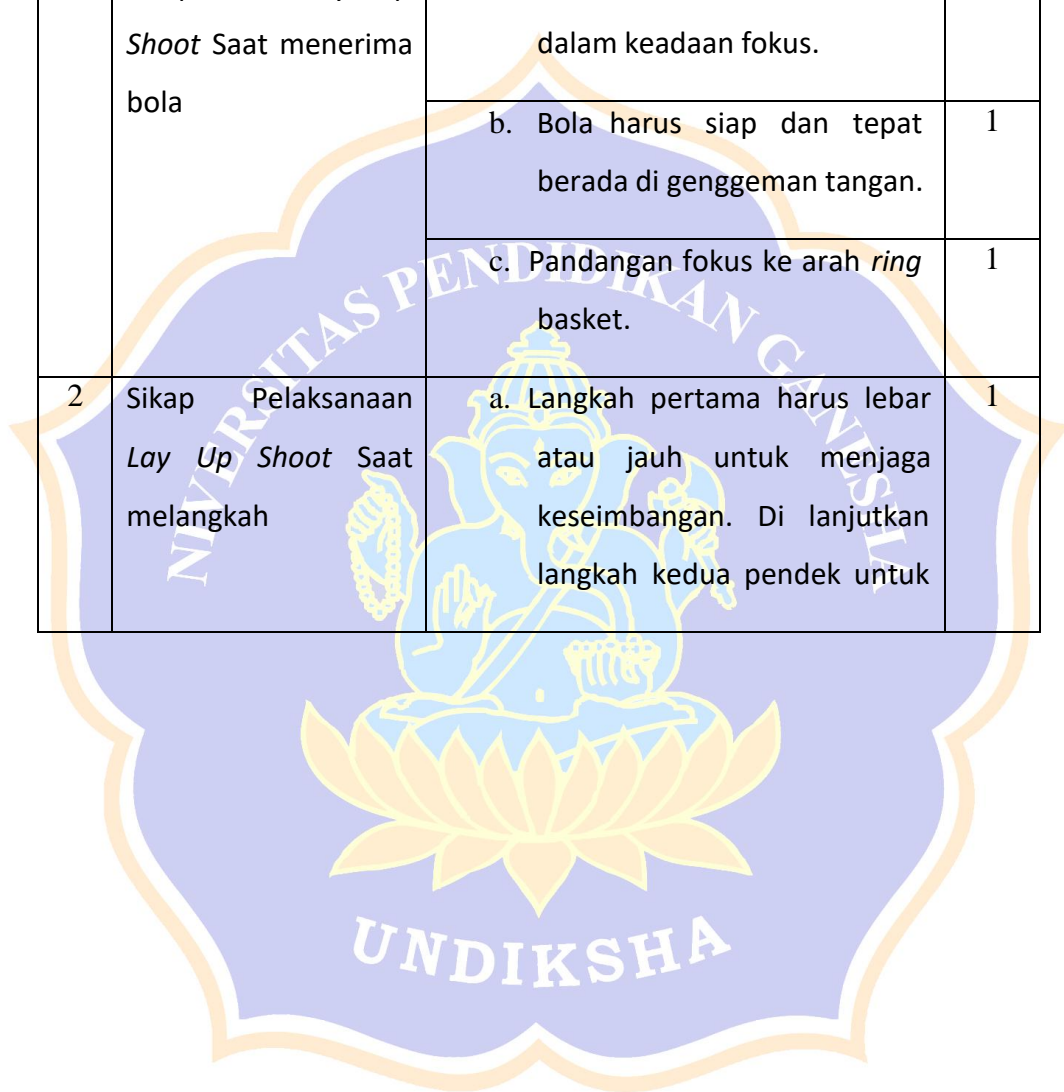 Shoot Saat menerima
bola
dalam keadaan fokus.
b. Bola harus siap dan tepat
berada di genggeman tangan.
1
c. Pandangan fokus ke arah ring
basket.
1
2
Sikap Pelaksanaan
Lay Up Shoot Saat
melangkah
a. Langkah pertama harus lebar
atau jauh untuk menjaga
keseimbangan. Di lanjutkan
langkah kedua pendek untuk
1
NIVERSITAS PENDIDIKAN GANESHA
UNDIKSHA